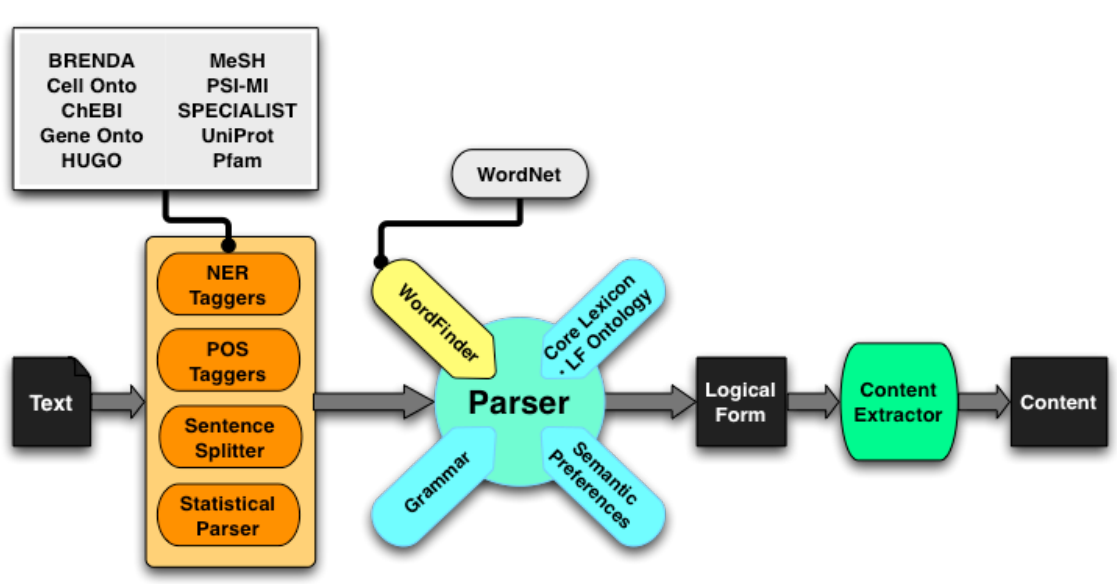 BRENDA
Cell Onto
ChEBI
Gene Onto
HUGO
MeSH
PSI-MI
SPECIALIST
UniProt
Pfam
WordNet
NER
Taggers
POS
Taggers
Sentence
Splitter
Statistical
Parser
Text
WordFinder
Core Lexicon
· LF Ontology
Parser
Grammar
Semantic
Preferences
Logical
Form
Content
Extractor
Content